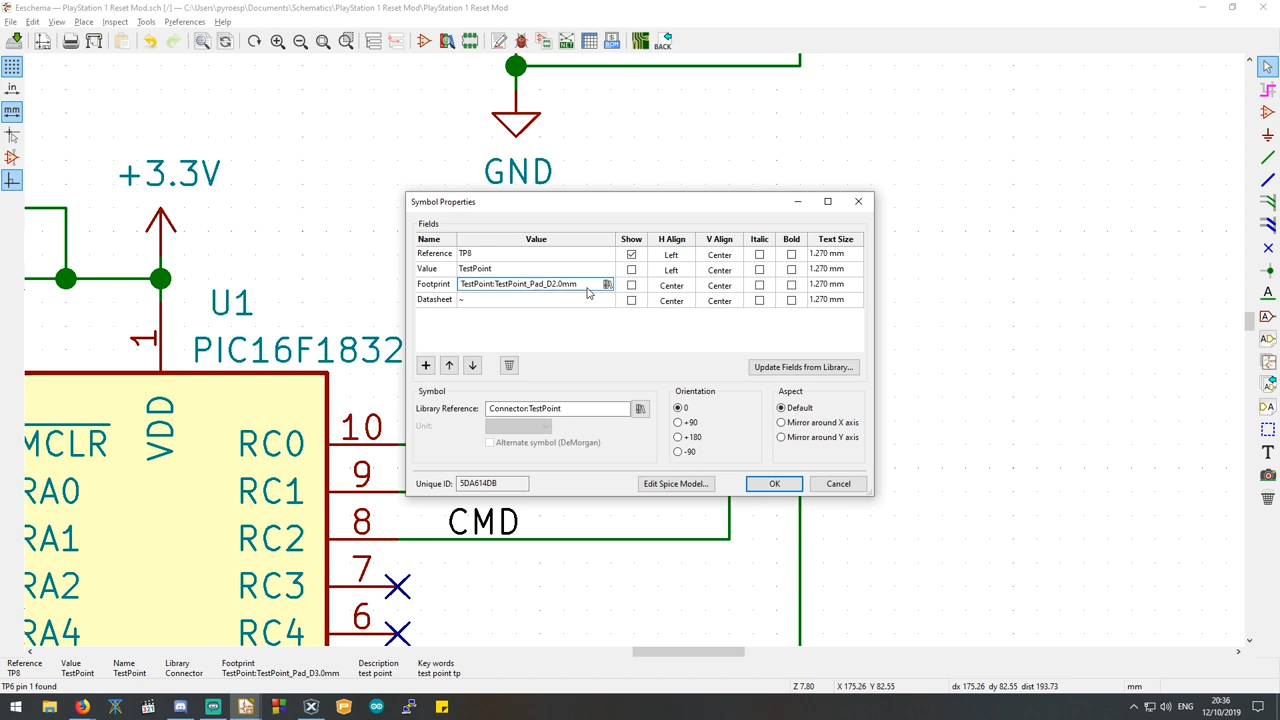 Eeschema — PlayStation 1 Reset Mod.sch [/] — C:\Users\pyroesp\Documents\Schematics\PlayStation 1 Reset Mod\PlayStation 1 Reset Mod
File Edit View Place Inspect Tools Preferences Help
BACK
in
mm
+3.3V
GND
U1
PIC16F1832
1
VDD
MCLR
RA0
RA1
RA2
RA4
RC0
RC1
RC2
RC3
RC4
10
9
8
7
6
CMD
Symbol Properties
Fields
Name Value Show H Align V Align Italic Bold Text Size
Reference TP8 Left Center 1.270 mm
Value TestPoint Left Center 1.270 mm
Footprint TestPoint:TestPoint_Pad_D2.0mm Center Center 1.270 mm
Datasheet ~ Center Center 1.270 mm
Update Fields from Library...
Symbol
Library Reference: Connector:TestPoint
Unit:
Alternate symbol (DeMorgan)
Orientation
0
+90
+180
-90
Aspect
Default
Mirror around X axis
Mirror around Y axis
Unique ID: 5DA614DB
Edit Spice Model... OK Cancel
Reference Value Name Library Footprint Description Key words
TP8 TestPoint TestPoint Connector TestPoint:TestPoint_Pad_D3.0mm test point test point tp
TP6 pin 1 found Z 7.80 X 175.26 Y 82.55 dx 175.26 dy 82.55 dist 193.73 mm
ENG 20:36
12/10/2019